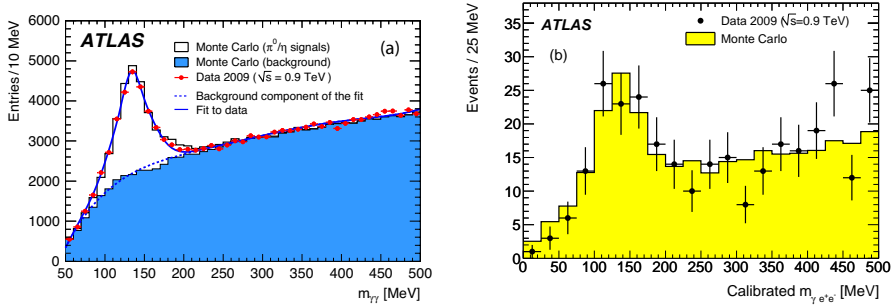 ATLAS
(a)
Monte Carlo (π⁰/η signals)
Monte Carlo (background)
Data 2009 (√s = 0.9 TeV)
Background component of the fit
Fit to data
Entries / 10 MeV
6000
5000
4000
3000
2000
1000
0
50 100 150 200 250 300 350 400 450 500
m_γγ [MeV]
ATLAS
(b)
Data 2009 (√s=0.9 TeV)
Monte Carlo
Events / 25 MeV
35
30
25
20
15
10
5
0
0 50 100 150 200 250 300 350 400 450 500
Calibrated m_γ e⁺e⁻ [MeV]